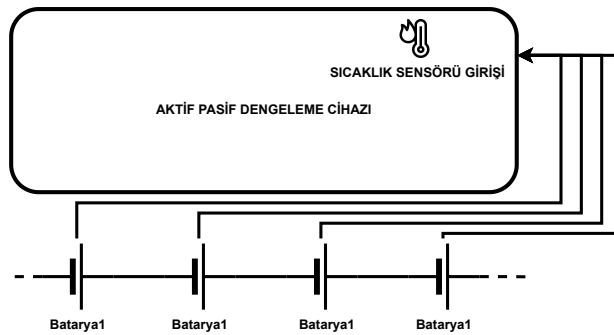 SICAKLIK SENSÖRÜ GİRİŞİ
AKTİF PASİF DENGELEME CİHAZI
Batarya1
Batarya1
Batarya1
Batarya1